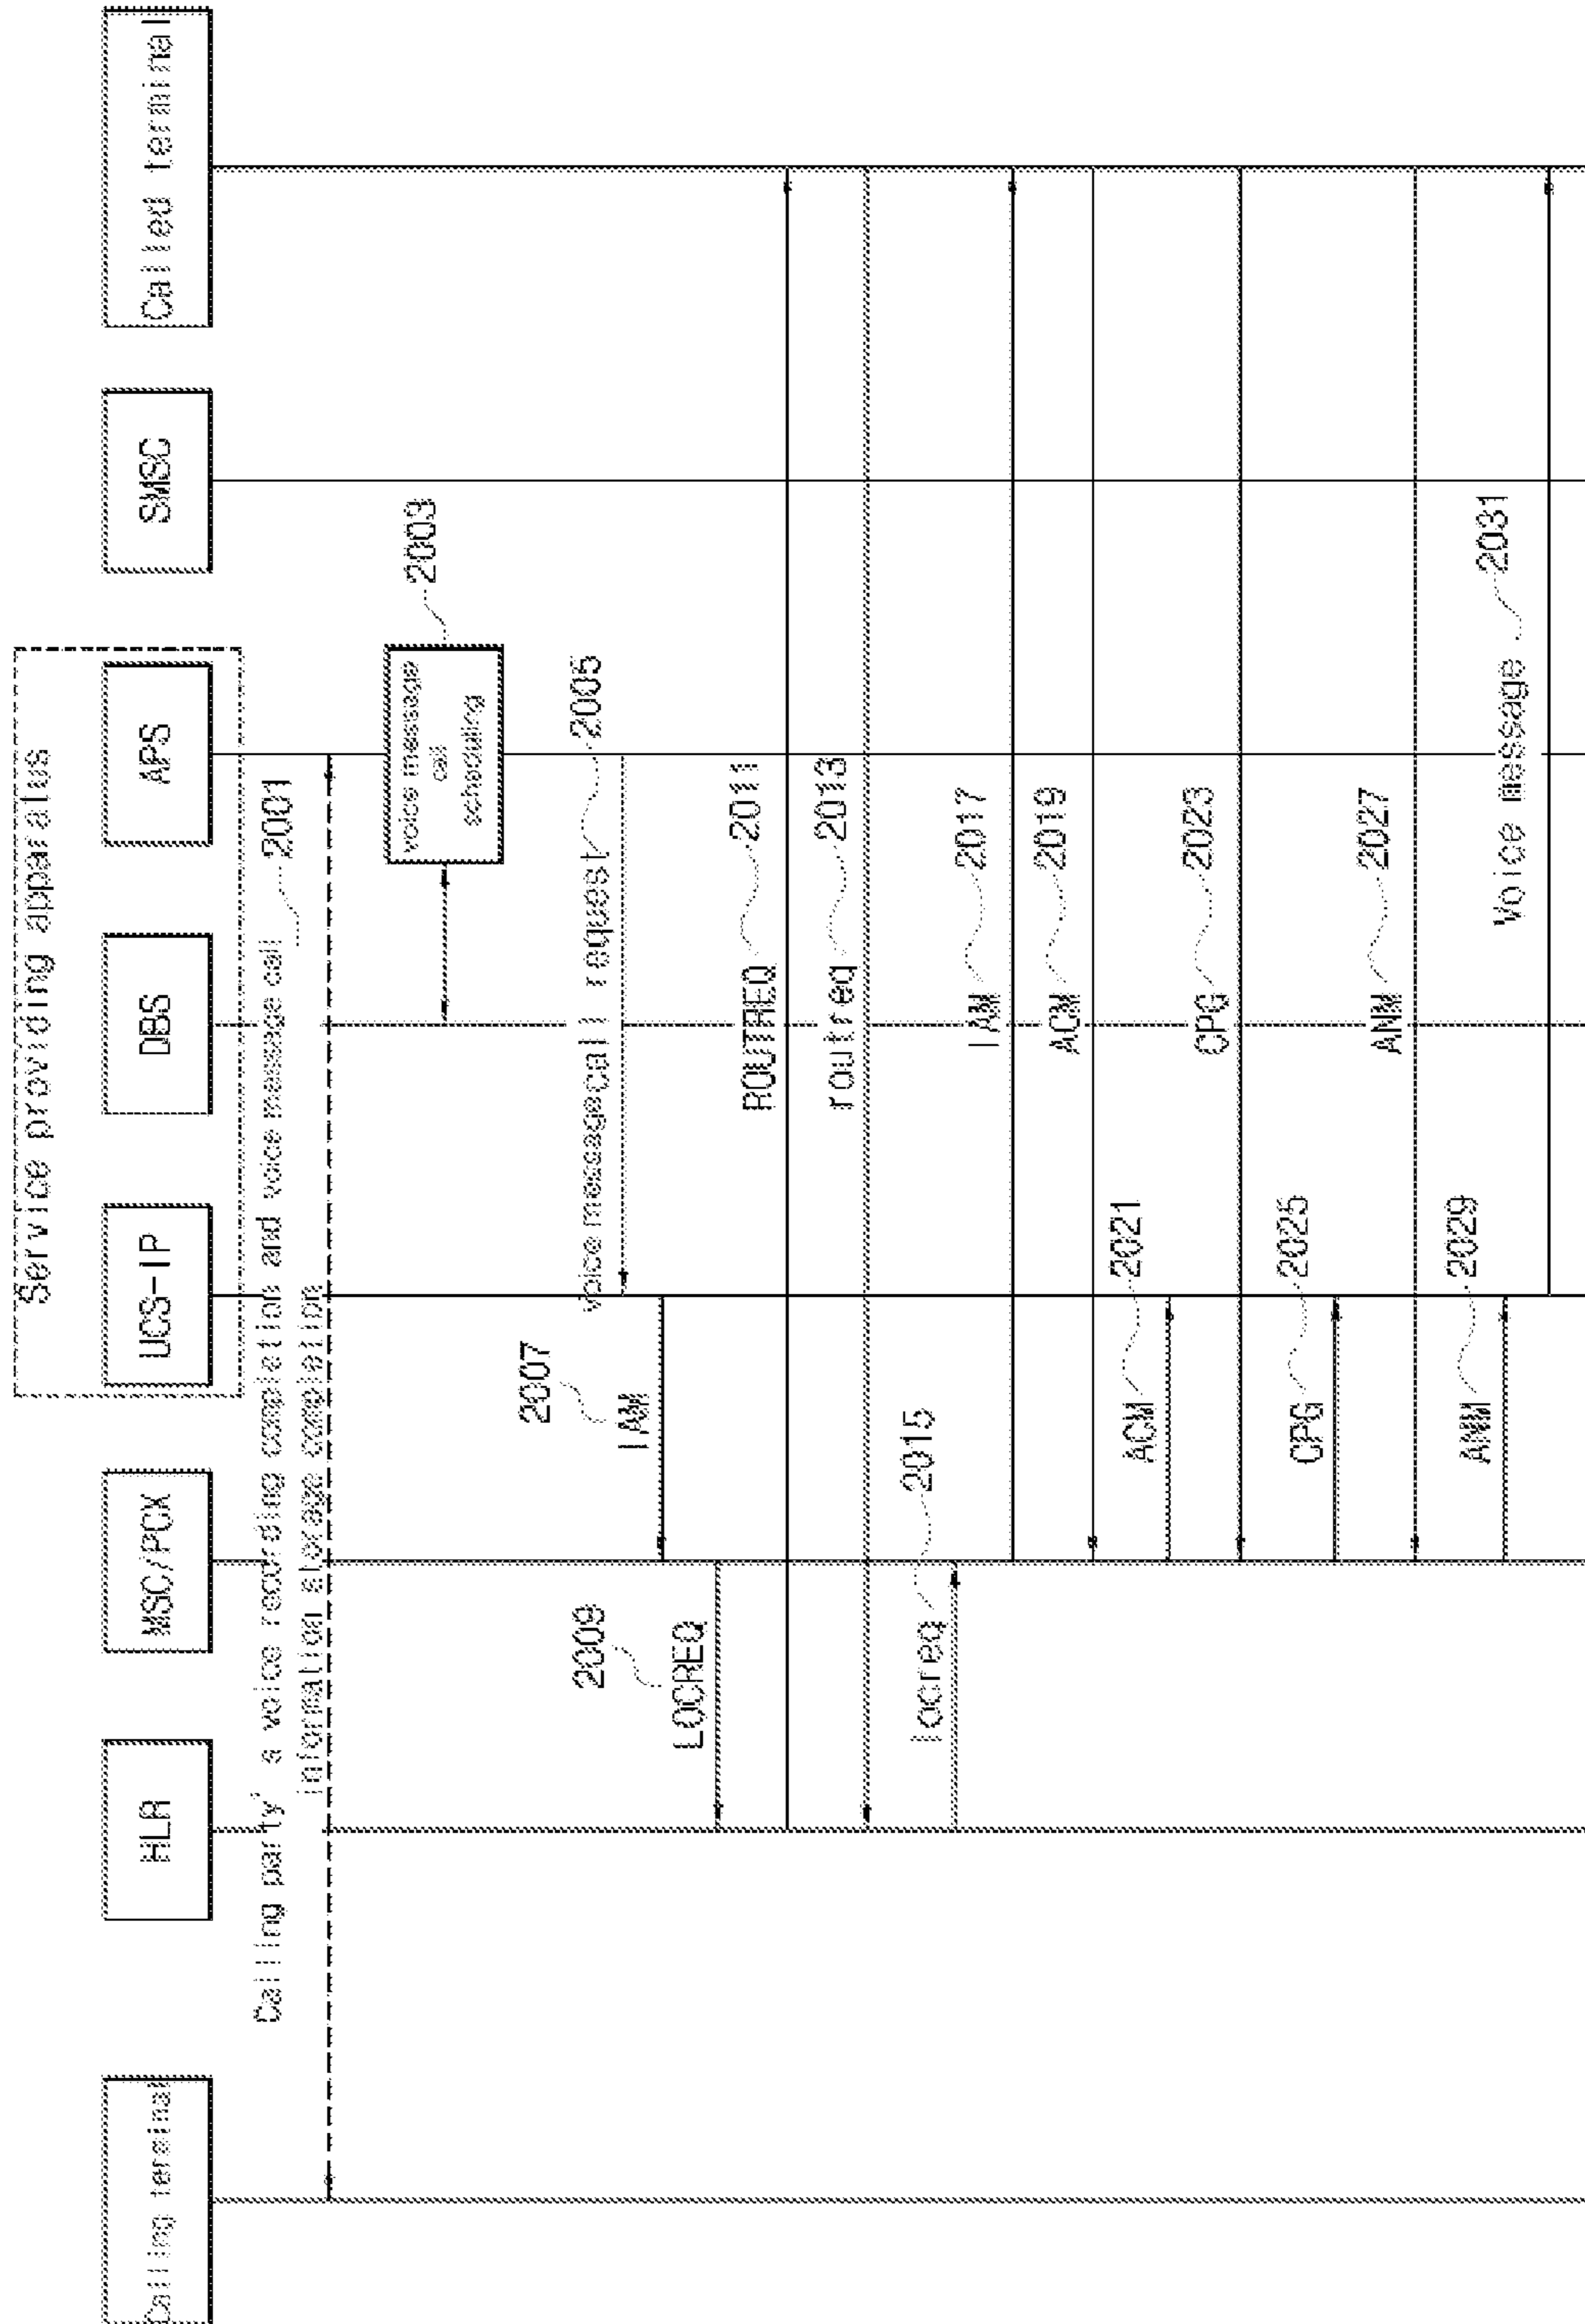 Service providing apparatus
Calling terminal
HLR
MSC/PCX
UCS-IP
DBS
APS
SMSC
Called terminal
Calling party' s voice recording completion and voice message call
information storage completion
2001
voice message
call
scheduling
2003
voice message call request
2005
2007
IAM
2009
LOCREQ
ROUTREQ
2011
routreq
2013
2015
locreq
IAM
2017
ACM
2019
ACM
2021
CPG
2023
CPG
2025
ANM
2027
ANM
2029
Voice message
2031